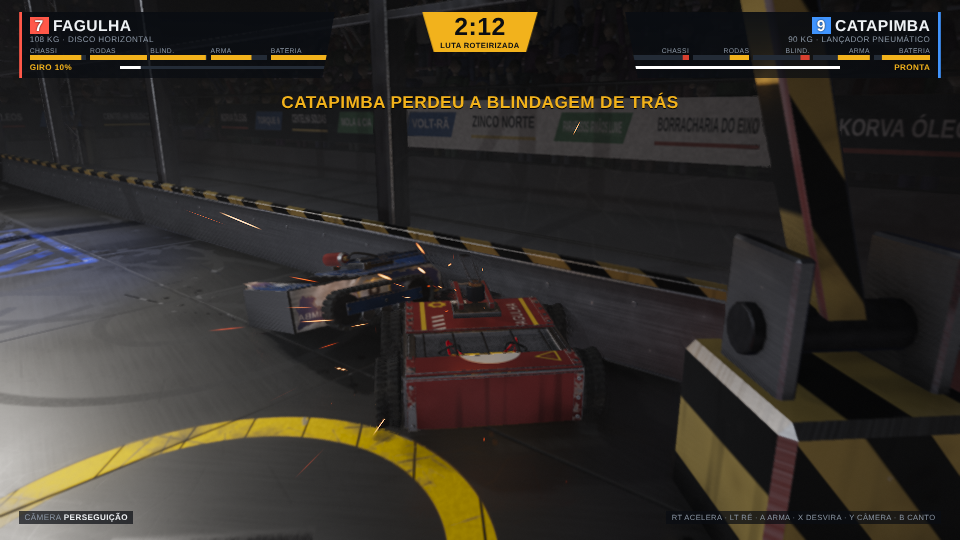 7 FAGULHA
108 KG · DISCO HORIZONTAL
CHASSI RODAS BLIND. ARMA BATERIA
GIRO 10%
2:12
LUTA ROTEIRIZADA
9 CATAPIMBA
90 KG · LANÇADOR PNEUMÁTICO
CHASSI RODAS BLIND. ARMA BATERIA
PRONTA
CATAPIMBA PERDEU A BLINDAGEM DE TRÁS
VOLT-RÃ
ZINCO NORTE
BORRACHARIA DO EIXO
KORVA ÓLEO
CÂMERA PERSEGUIÇÃO
RT ACELERA · LT RÉ · A ARMA · X DESVIRA · Y CÂMERA · B CANTO